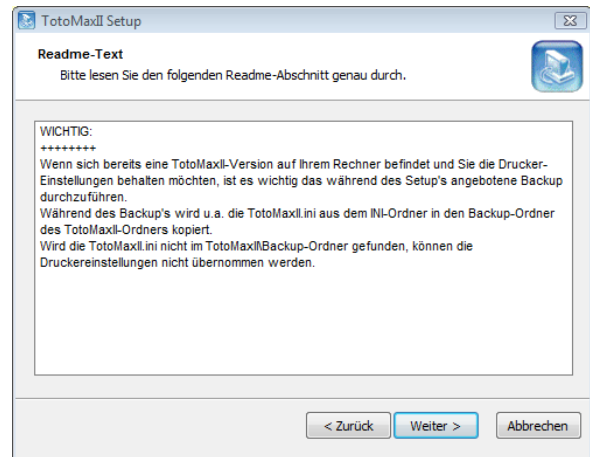 TotoMaxII Setup
Readme-Text
Bitte lesen Sie den folgenden Readme-Abschnitt genau durch.
WICHTIG:
++++++++
Wenn sich bereits eine TotoMaxII-Version auf Ihrem Rechner befindet und Sie die Drucker-
Einstellungen behalten möchten, ist es wichtig das während des Setup's angebotene Backup
durchzuführen.
Während des Backup's wird u.a. die TotoMaxII.ini aus dem INI-Ordner in den Backup-Ordner
des TotoMaxII-Ordners kopiert.
Wird die TotoMaxII.ini nicht im TotoMaxII\Backup-Ordner gefunden, können die
Druckereinstellungen nicht übernommen werden.
< Zurück
Weiter >
Abbrechen